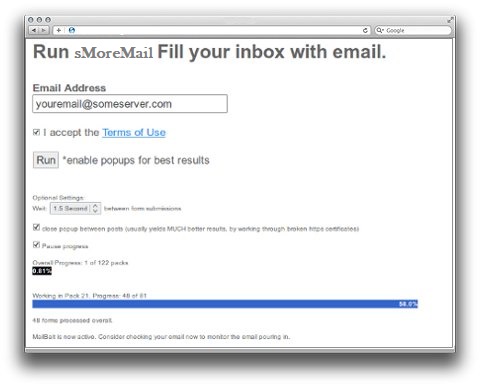 Google
Run sMoreMail Fill your inbox with email.
Email Address
youremail@someserver.com
I accept the Terms of Use
Run *enable popups for best results
Optional Settings:
Wait: 1.5 Second between form submissions
close popup between posts (usually yields MUCH better results, by working through broken https certificates)
Pause progress
Overall Progress: 1 of 122 packs
0.81%
Working in Pack 21, Progress: 48 of 81
48 forms processed overall.
MailBait is now active. Consider checking your email now to monitor the email pouring in.